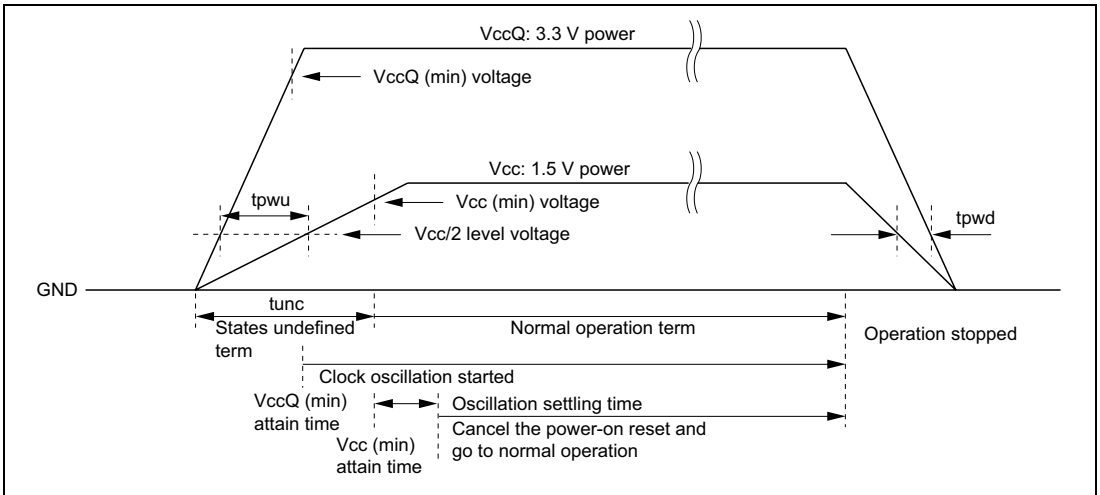 VccQ: 3.3 V power
VccQ (min) voltage
Vcc: 1.5 V power
tpwu
Vcc (min) voltage
Vcc/2 level voltage
tpwd
GND
tunc
States undefined
term
Normal operation term
Operation stopped
Clock oscillation started
VccQ (min)
attain time
Oscillation settling time
Cancel the power-on reset and
go to normal operation
Vcc (min)
attain time